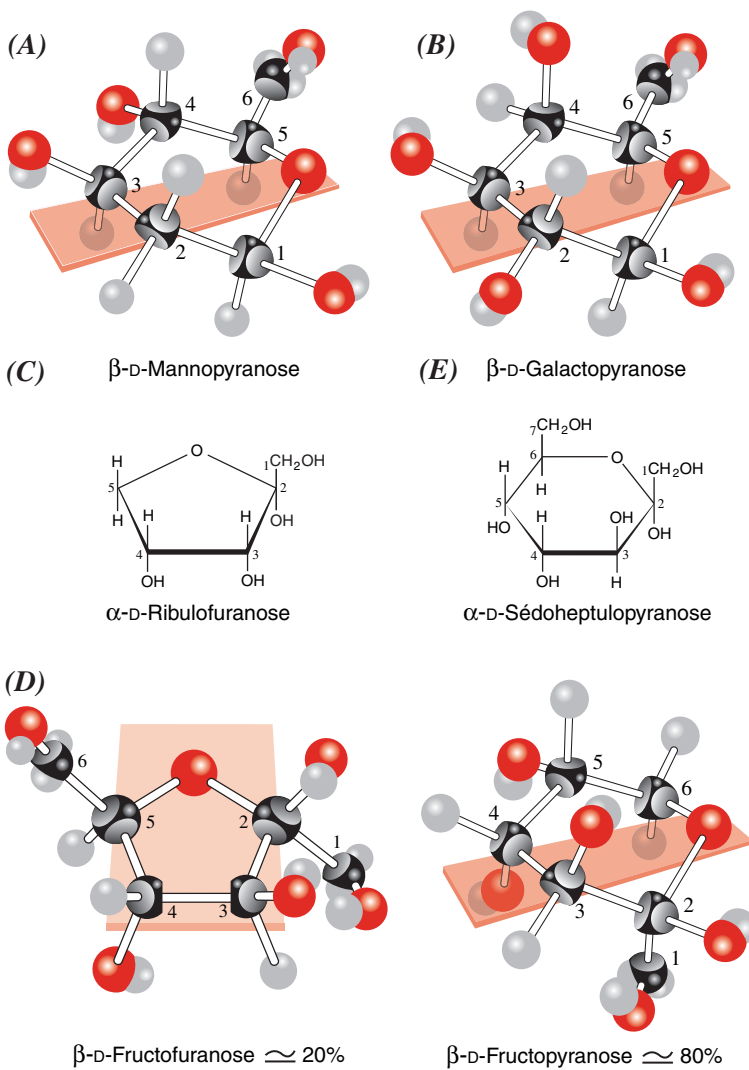 (A)
4
6
5
3
2
1
β-D-Mannopyranose
(B)
4
6
5
3
2
1
β-D-Galactopyranose
(C)
O
H
1CH2OH
5
2
H
H
H
OH
4
3
OH
OH
α-D-Ribulofuranose
(E)
7CH2OH
6
O
H
1CH2OH
5
H
2
HO
H
OH
OH
4
3
OH
H
α-D-Sédoheptulopyranose
(D)
6
5
2
1
4
3
β-D-Fructofuranose ≃ 20%
5
6
4
3
2
1
β-D-Fructopyranose ≃ 80%